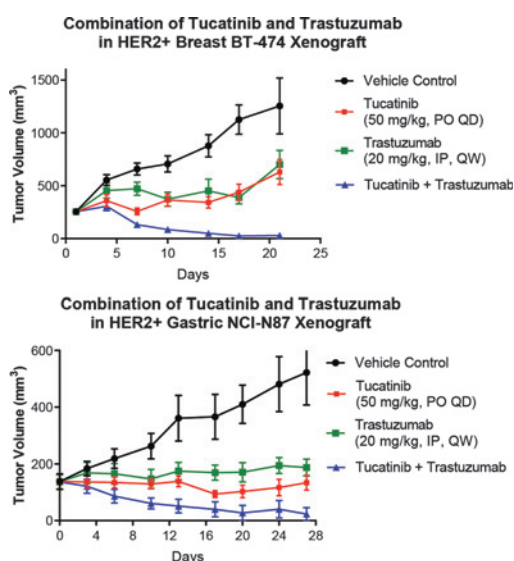 Combination of Tucatinib and Trastuzumab
in HER2+ Breast BT-474 Xenograft
1500
1000
500
0
Tumor Volume (mm³)
0 5 10 15 20 25
Days
Vehicle Control
Tucatinib
(50 mg/kg, PO QD)
Trastuzumab
(20 mg/kg, IP, QW)
Tucatinib + Trastuzumab
Combination of Tucatinib and Trastuzumab
in HER2+ Gastric NCI-N87 Xenograft
600
400
200
0
Tumor Volume (mm³)
0 4 8 12 16 20 24 28
Days
Vehicle Control
Tucatinib
(50 mg/kg, PO QD)
Trastuzumab
(20 mg/kg, IP, QW)
Tucatinib + Trastuzumab